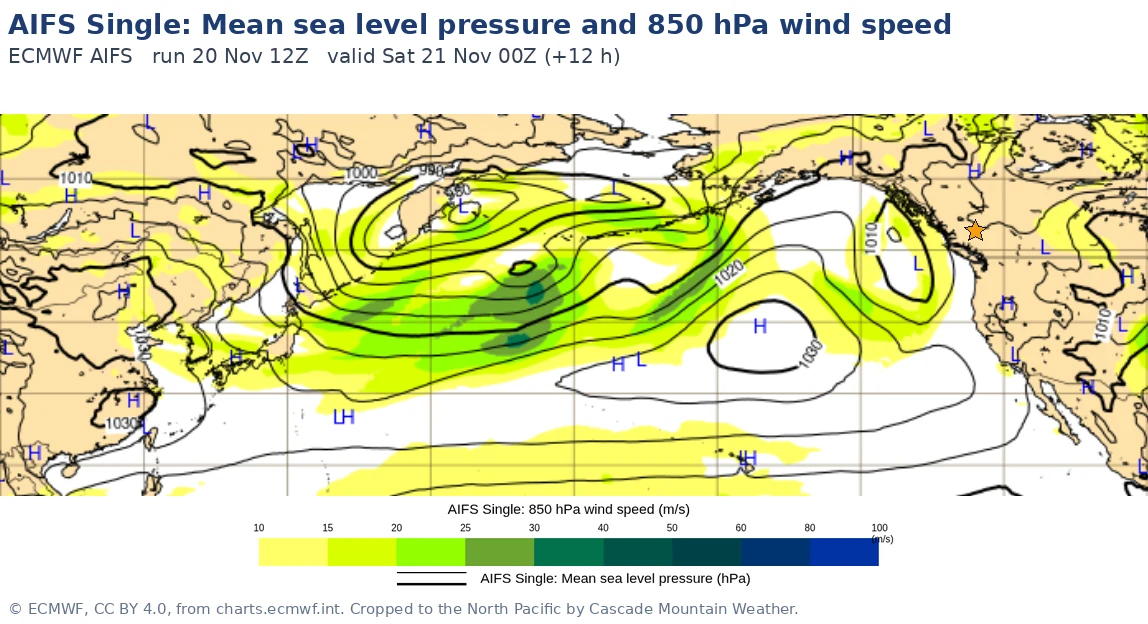 AIFS Single: Mean sea level pressure and 850 hPa wind speed
ECMWF AIFS   run 20 Nov 12Z   valid Sat 21 Nov 00Z (+12 h)
L
L
H
H
L
H
L
H
H
H
1010
1000
990
980
L
H
H
L
L
1010
L
L
1020
H
L
H
H
L
1010
H
1030
H
1030
L
H
H
L
L
H
1030
LH
H
L
H
H
L
AIFS Single: 850 hPa wind speed (m/s)
10 15 20 25 30 40 50 60 80 100
(m/s)
AIFS Single: Mean sea level pressure (hPa)
© ECMWF, CC BY 4.0, from charts.ecmwf.int. Cropped to the North Pacific by Cascade Mountain Weather.